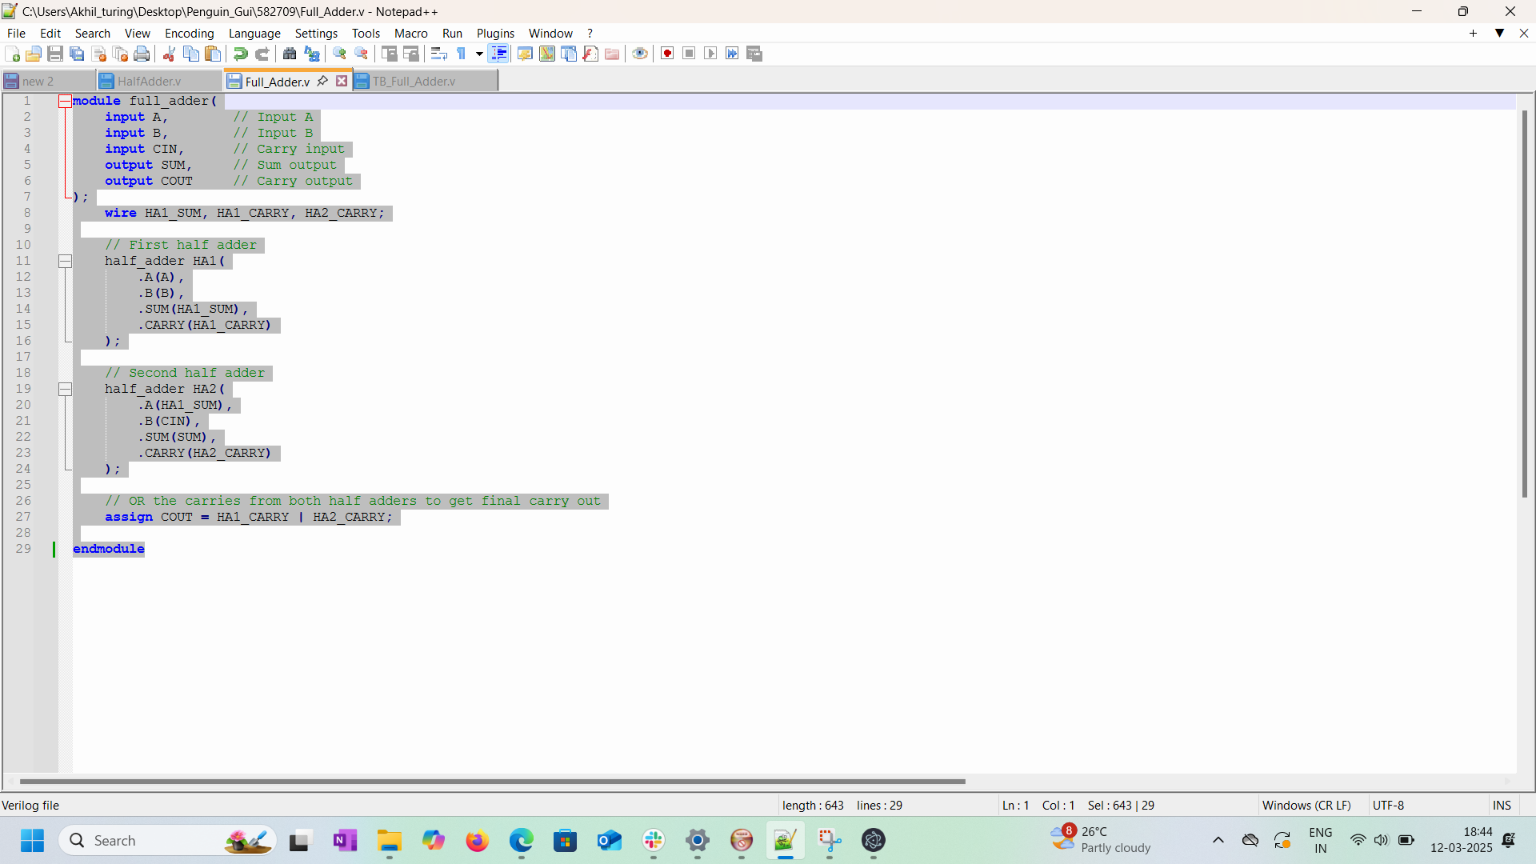 C:\Users\Akhil_turing\Desktop\Penguin_Gui\582709\Full_Adder.v - Notepad++
File Edit Search View Encoding Language Settings Tools Macro Run Plugins Window ?
new 2 HalfAdder.v Full_Adder.v TB_Full_Adder.v
1 module full_adder(
2 input A, // Input A
3 input B, // Input B
4 input CIN, // Carry input
5 output SUM, // Sum output
6 output COUT // Carry output
7 );
8 wire HA1_SUM, HA1_CARRY, HA2_CARRY;
9
10 // First half adder
11 half_adder HA1(
12 .A(A),
13 .B(B),
14 .SUM(HA1_SUM),
15 .CARRY(HA1_CARRY)
16 );
17
18 // Second half adder
19 half_adder HA2(
20 .A(HA1_SUM),
21 .B(CIN),
22 .SUM(SUM),
23 .CARRY(HA2_CARRY)
24 );
25
26 // OR the carries from both half adders to get final carry out
27 assign COUT = HA1_CARRY | HA2_CARRY;
28
29 endmodule
Verilog file length : 643 lines : 29 Ln : 1 Col : 1 Sel : 643 | 29 Windows (CR LF) UTF-8 INS
Search 8 26°C ENG 18:44
Partly cloudy IN 12-03-2025